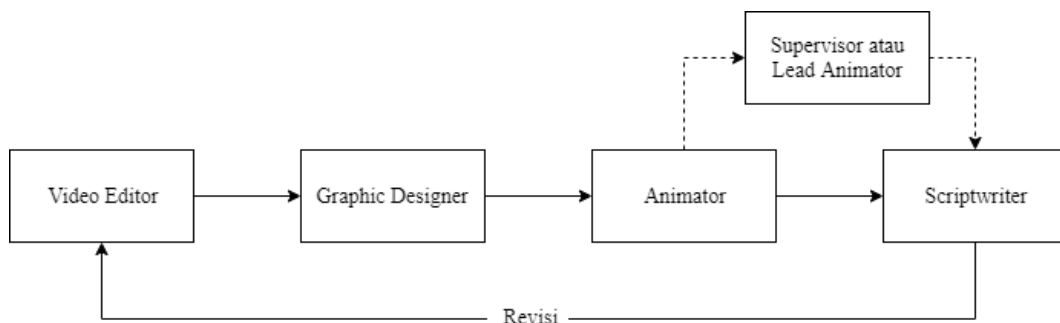 Supervisor atau
Lead Animator
Video Editor
Graphic Designer
Animator
Scriptwriter
Revisi